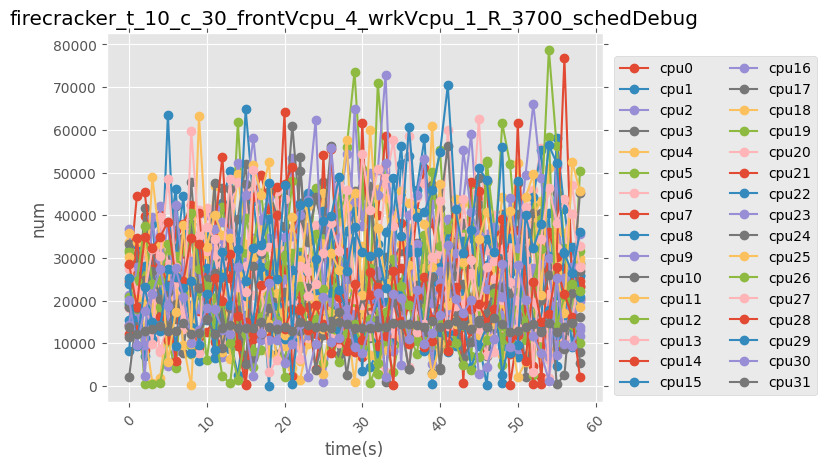 firecracker_t_10_c_30_frontVcpu_4_wrkVcpu_1_R_3700_schedDebug
80000
70000
60000
50000
40000
30000
20000
10000
0
num
0
10
20
30
40
50
60
time(s)
cpu0
cpu1
cpu2
cpu3
cpu4
cpu5
cpu6
cpu7
cpu8
cpu9
cpu10
cpu11
cpu12
cpu13
cpu14
cpu15
cpu16
cpu17
cpu18
cpu19
cpu20
cpu21
cpu22
cpu23
cpu24
cpu25
cpu26
cpu27
cpu28
cpu29
cpu30
cpu31